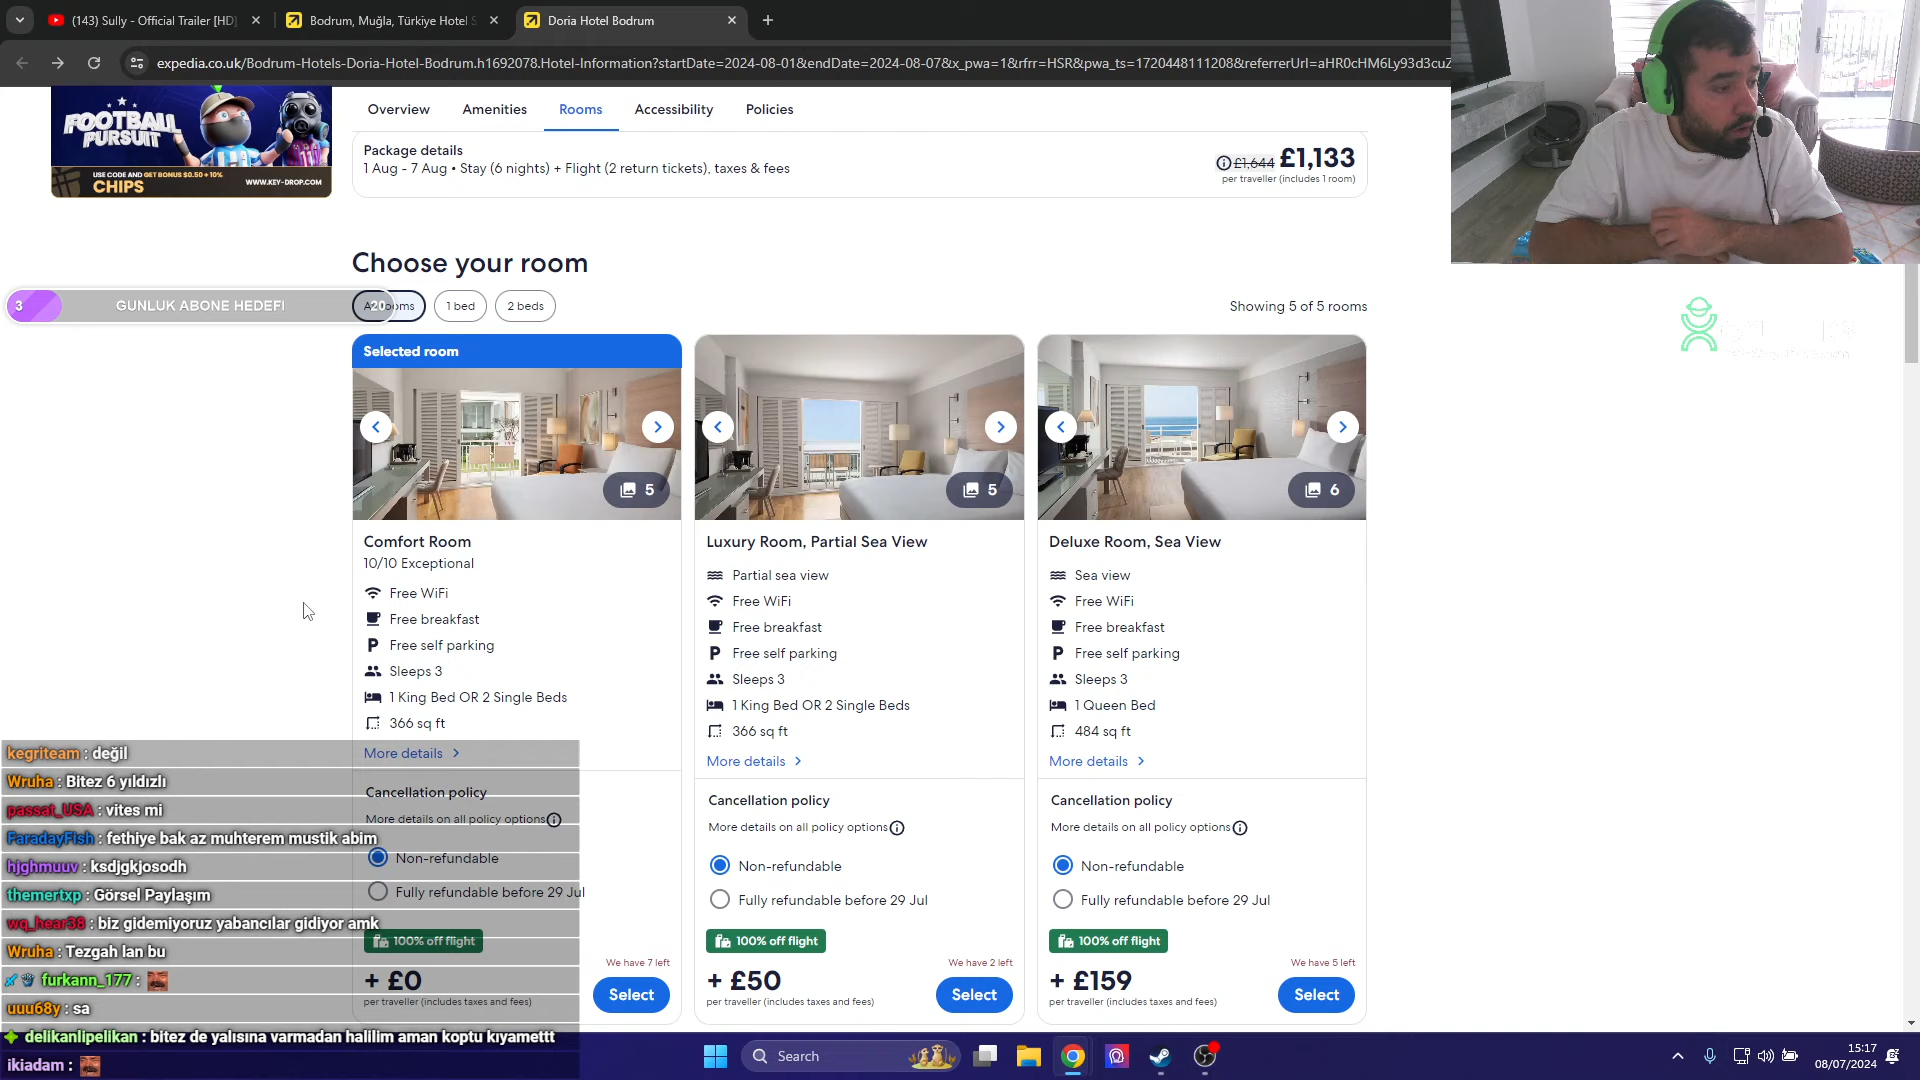 (143) Sully - Official Trailer [HD]
Bodrum, Muğla, Türkiye Hotel S
Doria Hotel Bodrum
expedia.co.uk/Bodrum-Hotels-Doria-Hotel-Bodrum.h1692078.Hotel-Information?startDate=2024-08-01&endDate=2024-08-07&x_pwa=1&rfrr=HSR&pwa_ts=1720448111208&referrerUrl=aHR0cHM6Ly93d3cuZ
FOOTBALL
PURSUIT
USE CODE AND GET BONUS $0.50 + 10%
CHIPS
WWW.KEY-DROP.COM
Overview
Amenities
Rooms
Accessibility
Policies
Package details
1 Aug - 7 Aug • Stay (6 nights) + Flight (2 return tickets), taxes & fees
£1,644 £1,133
per traveller (includes 1 room)
Choose your room
3
GUNLUK ABONE HEDEFI
20
1 bed
2 beds
Showing 5 of 5 rooms
Selected room
5
5
6
Comfort Room
10/10 Exceptional
Free WiFi
Free breakfast
Free self parking
Sleeps 3
1 King Bed OR 2 Single Beds
366 sq ft
More details
Cancellation policy
More details on all policy options
Non-refundable
Fully refundable before 29 Jul
100% off flight
We have 7 left
+ £0
per traveller (includes taxes and fees)
Select
Luxury Room, Partial Sea View
Partial sea view
Free WiFi
Free breakfast
Free self parking
Sleeps 3
1 King Bed OR 2 Single Beds
366 sq ft
More details
Cancellation policy
More details on all policy options
Non-refundable
Fully refundable before 29 Jul
100% off flight
We have 2 left
+ £50
per traveller (includes taxes and fees)
Select
Deluxe Room, Sea View
Sea view
Free WiFi
Free breakfast
Free self parking
Sleeps 3
1 Queen Bed
484 sq ft
More details
Cancellation policy
More details on all policy options
Non-refundable
Fully refundable before 29 Jul
100% off flight
We have 5 left
+ £159
per traveller (includes taxes and fees)
Select
kegriteam : değil
Wruha : Bitez 6 yıldızlı
passat_USA : vites mi
FaradayFish : fethiye bak az muhterem mustik abim
hjghmuuv : ksdjgkjosodh
themertxp : Görsel Paylaşım
wq_hear38 : biz gidemiyoruz yabancılar gidiyor amk
Wruha : Tezgah lan bu
furkann_177 :
uuu68y : sa
delikanlipelikan : bitez de yalısına varmadan halilim aman koptu kıyamettt
ikiadam :
Search
15:17
08/07/2024